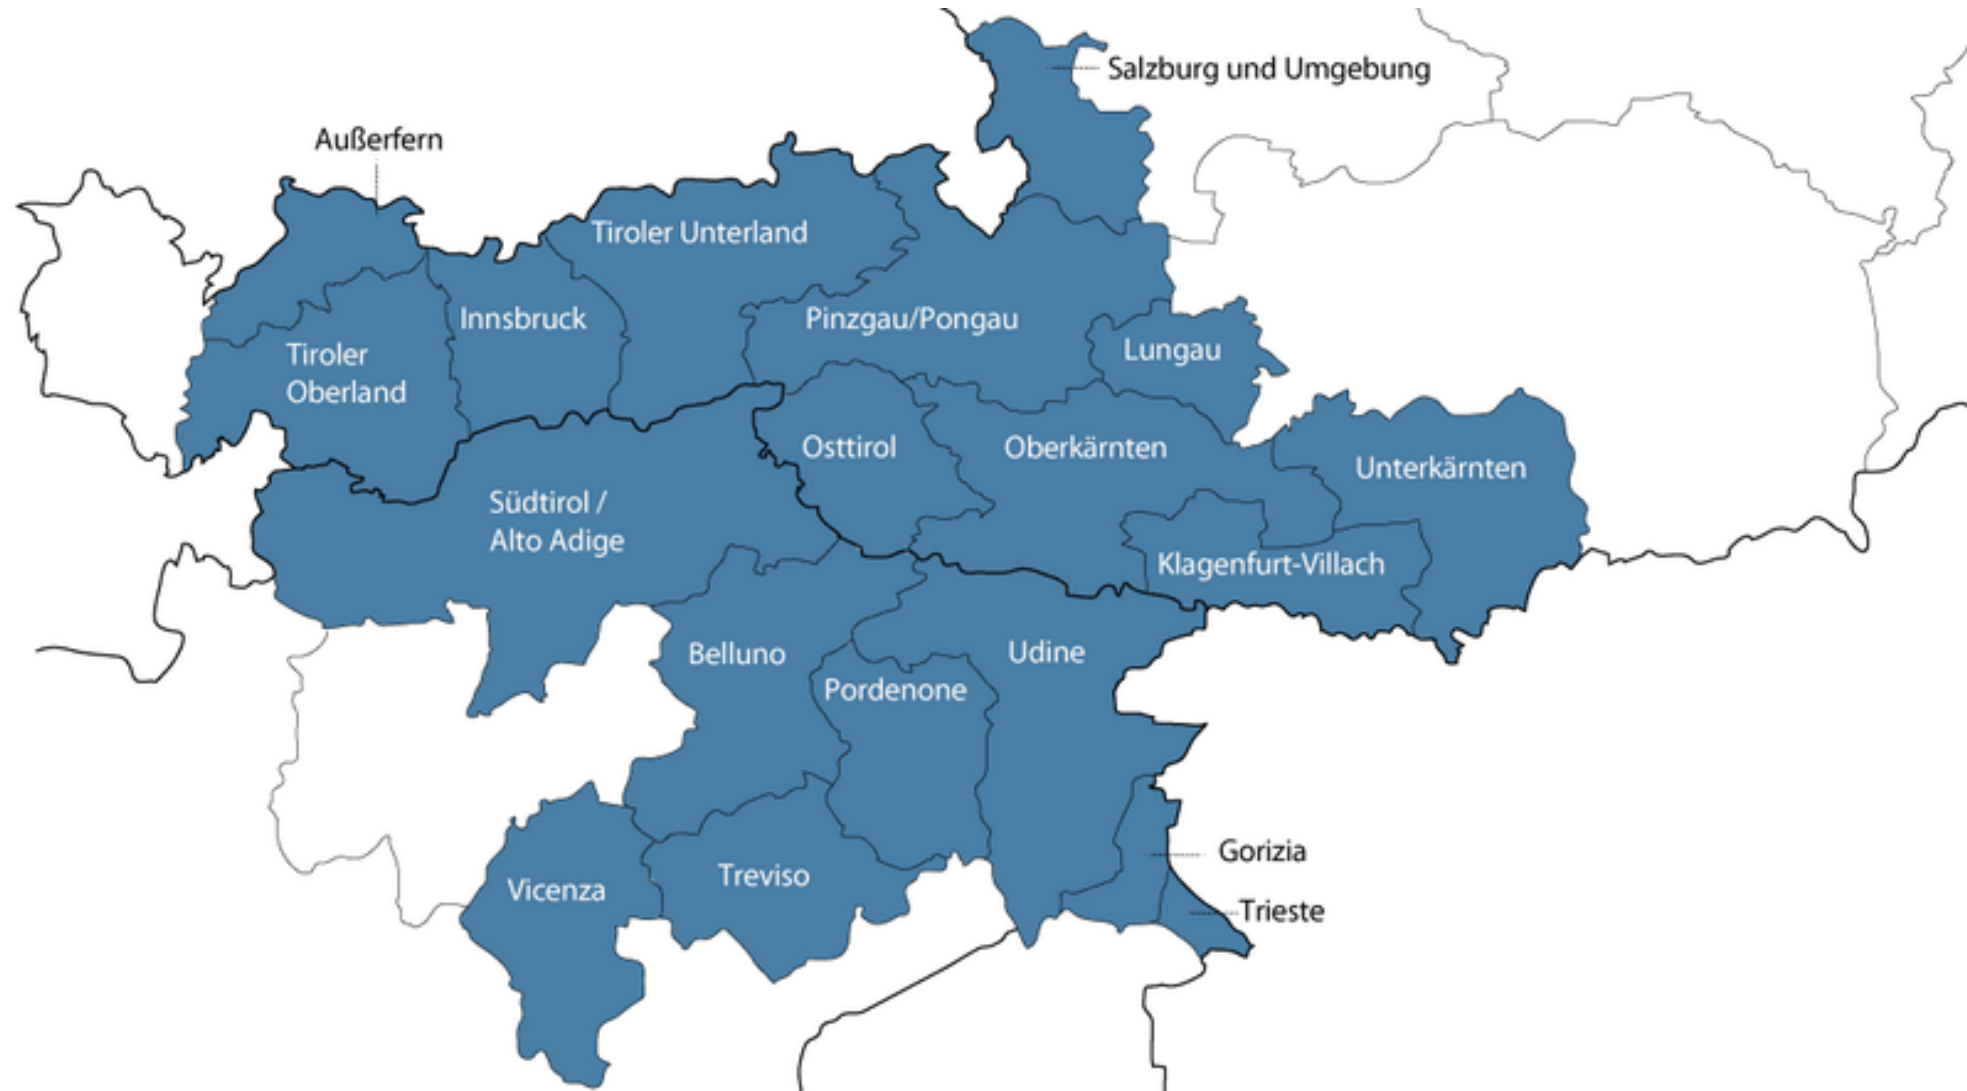 Salzburg und Umgebung
Außerfern
Tiroler Unterland
Innsbruck
Pinzgau/Pongau
Lungau
Tiroler
Oberland
Osttirol
Oberkärnten
Unterkärnten
Südtirol /
Alto Adige
Klagenfurt-Villach
Belluno
Udine
Pordenone
Gorizia
Treviso
Vicenza
Trieste